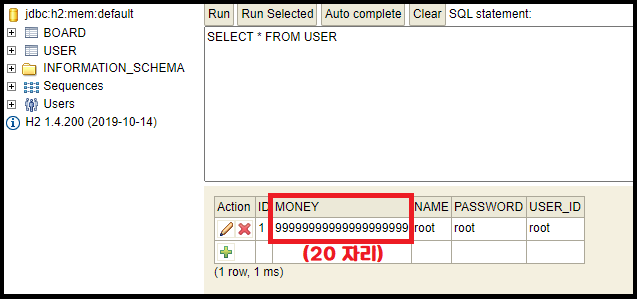 jdbc:h2:mem:default
BOARD
USER
INFORMATION_SCHEMA
Sequences
Users
H2 1.4.200 (2019-10-14)
Run Run Selected Auto complete Clear SQL statement:
SELECT * FROM USER
Action ID MONEY NAME PASSWORD USER_ID
1 99999999999999999999 root root root
(20 자리)
(1 row, 1 ms)